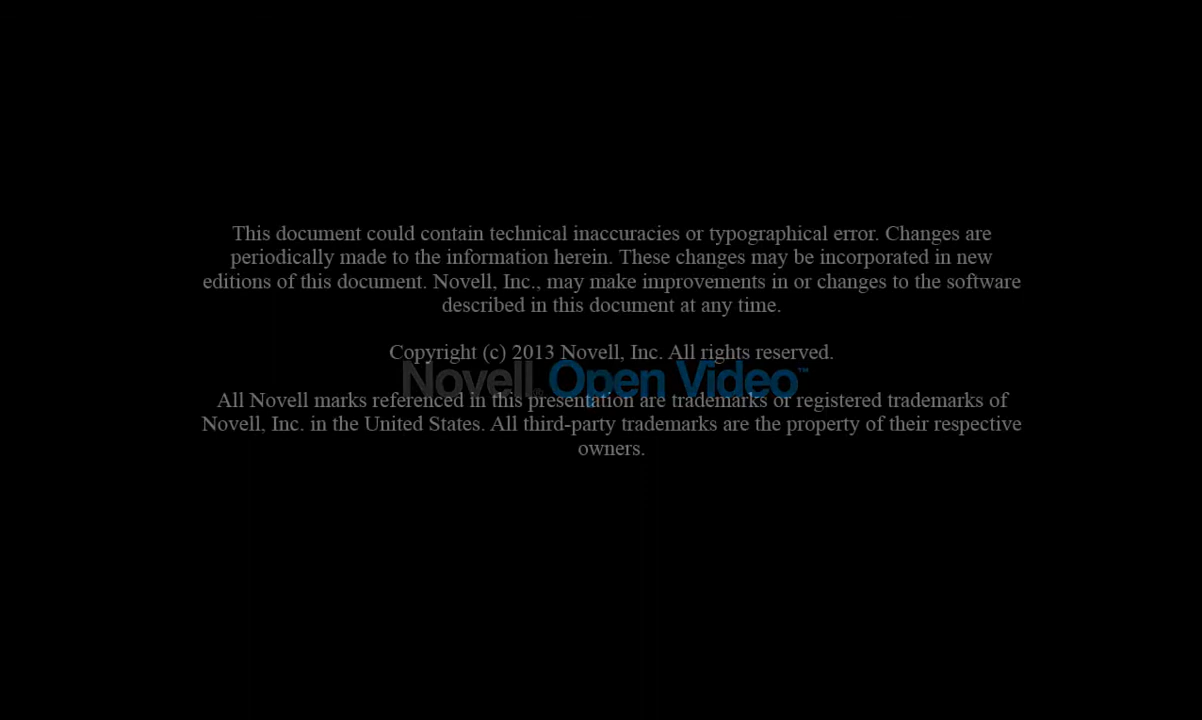 This document could contain technical inaccuracies or typographical error. Changes are
periodically made to the information herein. These changes may be incorporated in new
editions of this document. Novell, Inc., may make improvements in or changes to the software
described in this document at any time.
Copyright (c) 2013 Novell, Inc. All rights reserved.
Novell® Open Video™
All Novell marks referenced in this presentation are trademarks or registered trademarks of
Novell, Inc. in the United States. All third-party trademarks are the property of their respective
owners.